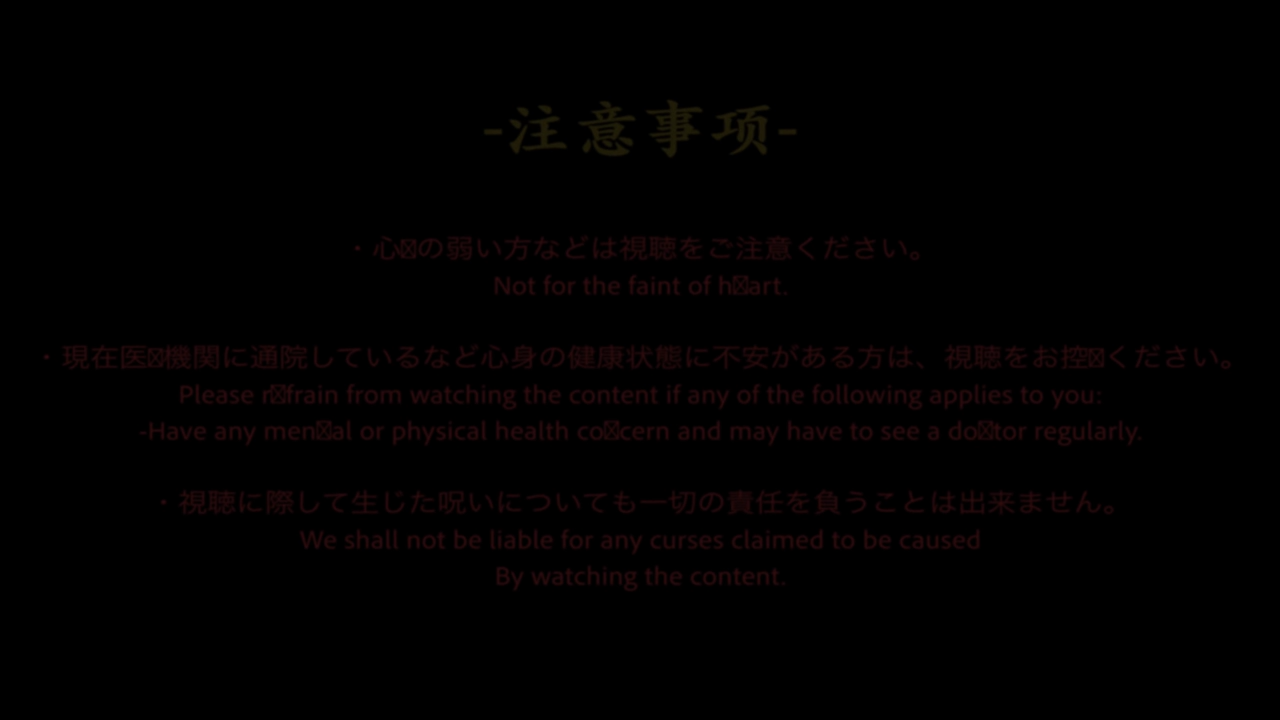 -注意事项-
・心☒の弱い方などは視聴をご注意ください。
Not for the faint of h☒art.
・現在医☒機関に通院しているなど心身の健康状態に不安がある方は、視聴をお控☒ください。
Please r☒frain from watching the content if any of the following applies to you:
-Have any men☒al or physical health co☒cern and may have to see a do☒tor regularly.
・視聴に際して生じた呪いについても一切の責任を負うことは出来ません。
We shall not be liable for any curses claimed to be caused
By watching the content.